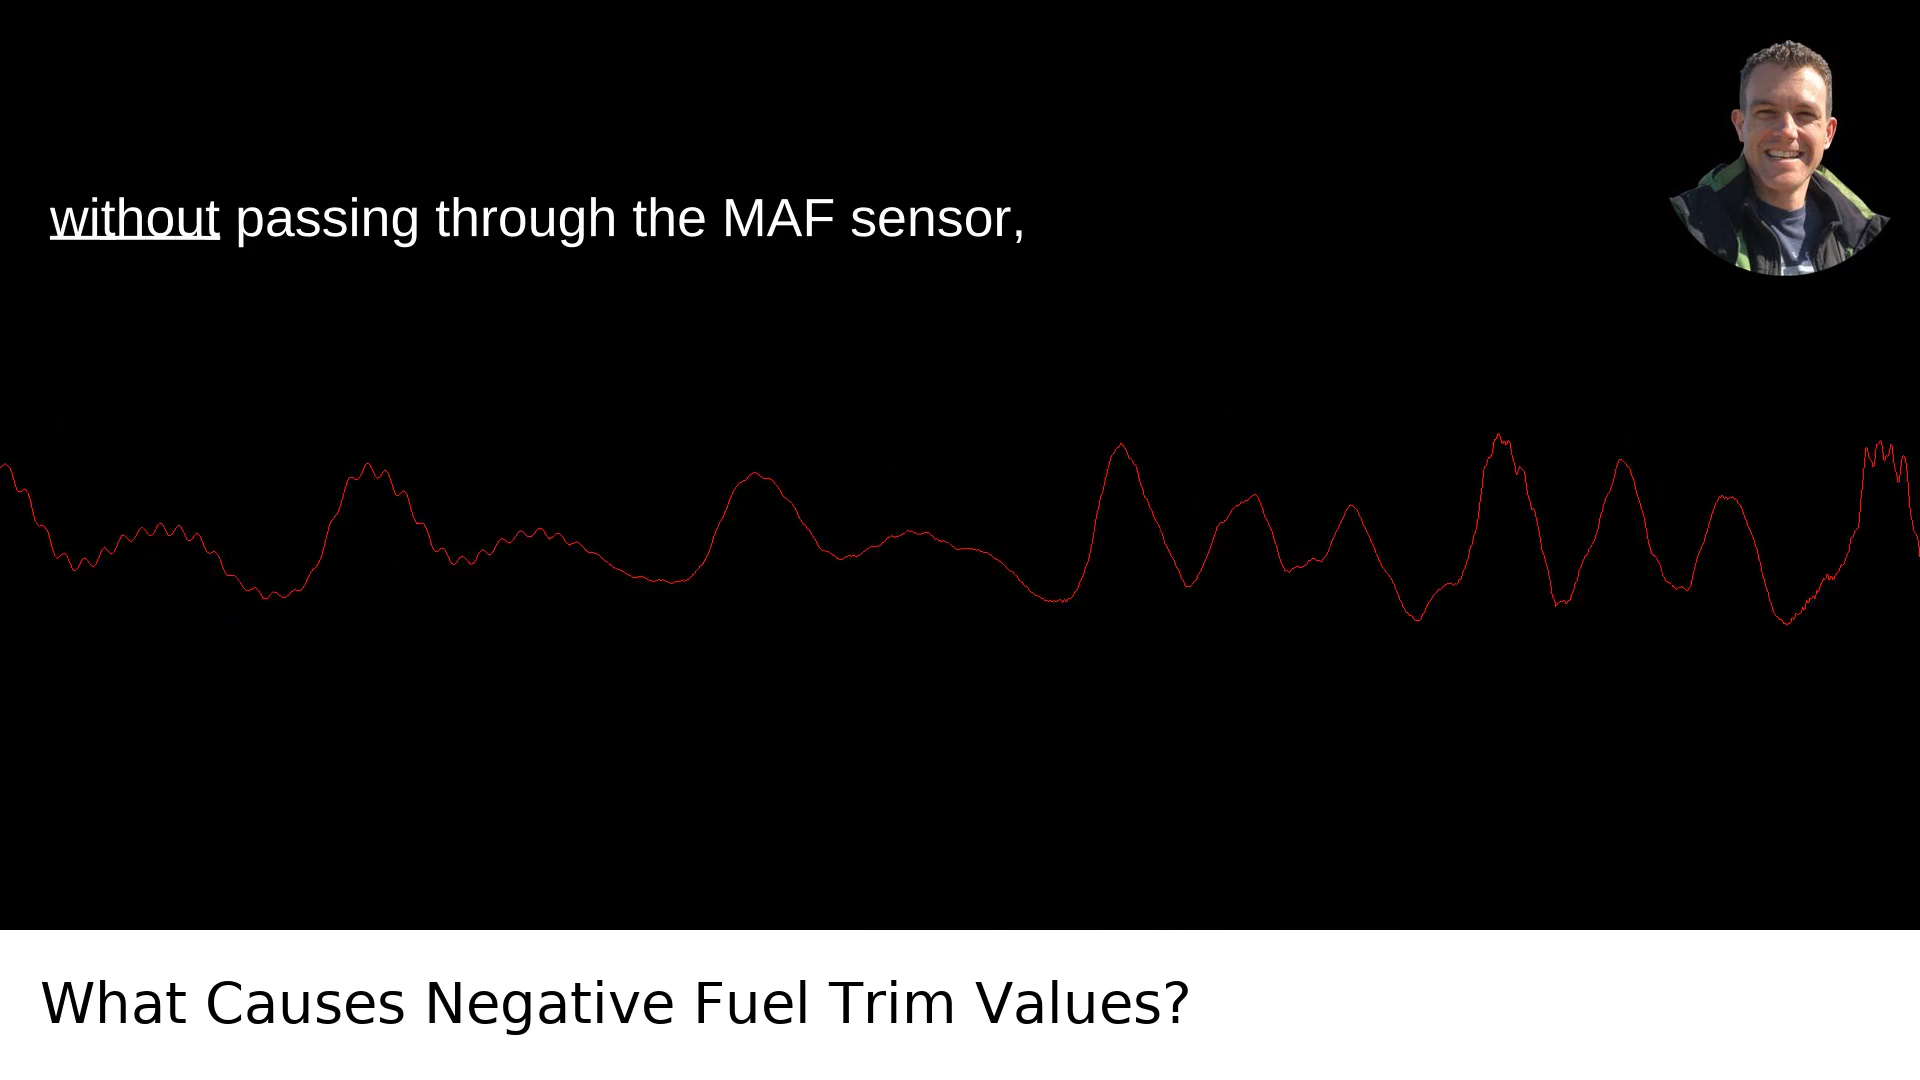 without passing through the MAF sensor,
What Causes Negative Fuel Trim Values?